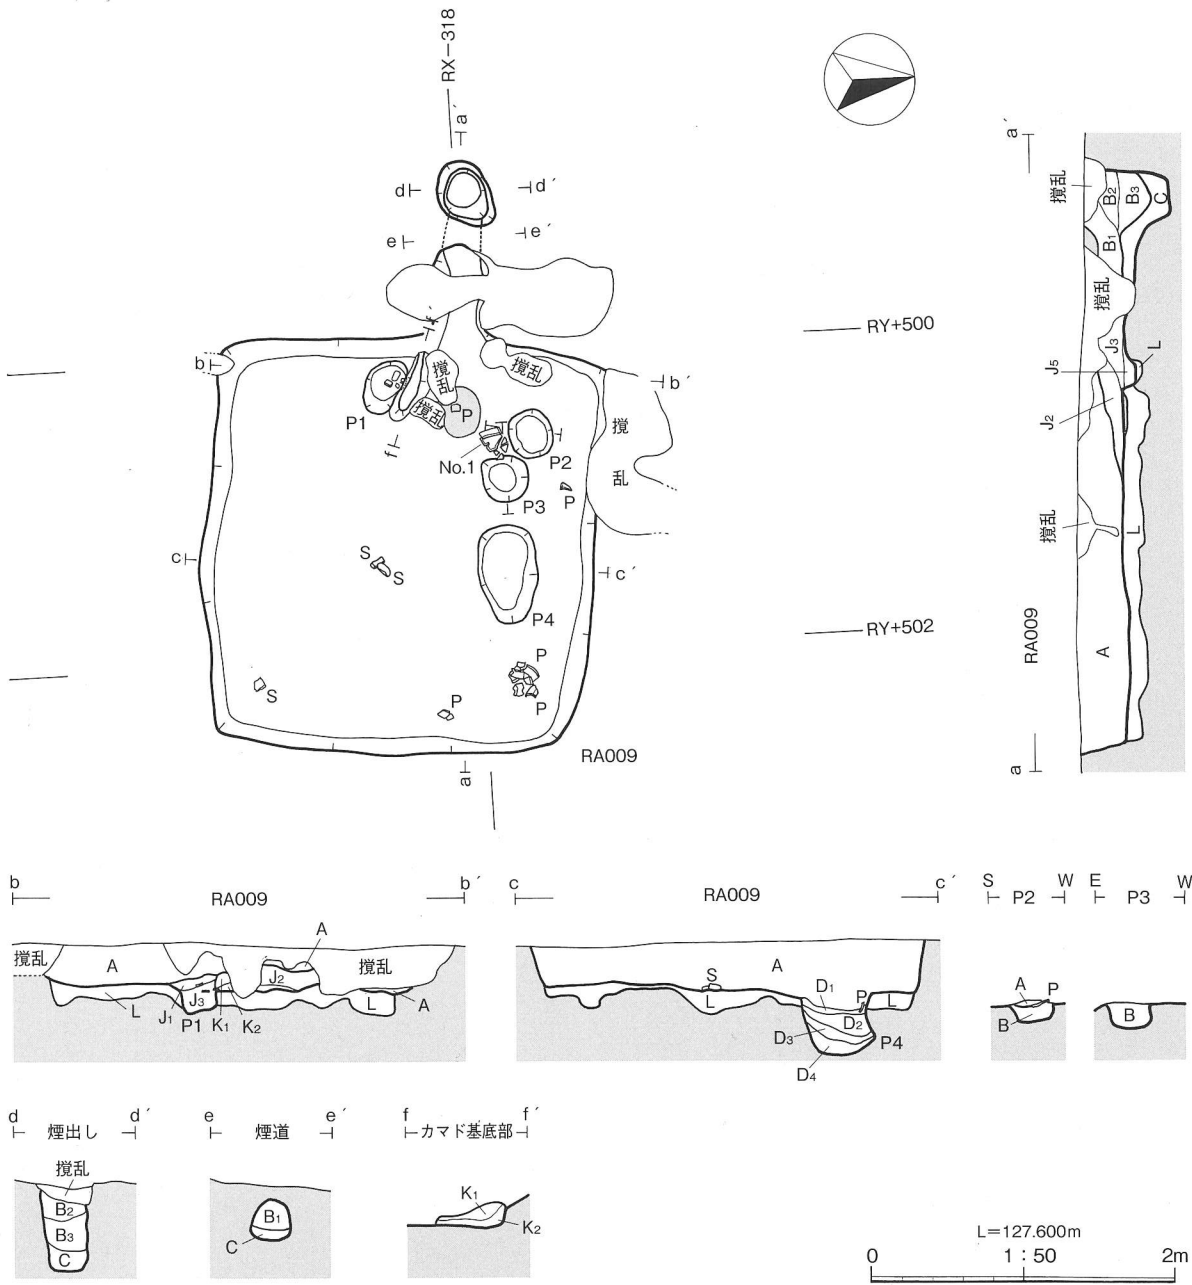 RX-318
a´
d
d´
e
e´
f´
RY+500
b
b´
撹乱
撹乱
撹乱
撹乱
P
P1
f
No.1
P2
P3
P
c
S
S
c´
P4
RY+502
S
P
P
P
RA009
a
a´
撹乱
B2
B3
C
B1
撹乱
J3
L
J5
J2
撹乱
L
RA009
A
a
b RA009 b´
A
撹乱
A
J2
撹乱
L
J1
J3
P1
K1
K2
L
A
c RA009 c´
A
S
L
D1
P
L
D2
D3
P4
D4
S P2 W
A
P
B
E P3 W
B
d 煙出し d´
撹乱
B2
B3
C
e 煙道 e´
B1
C
f カマド基底部 f´
K1
K2
L=127.600m
0 1:50 2m